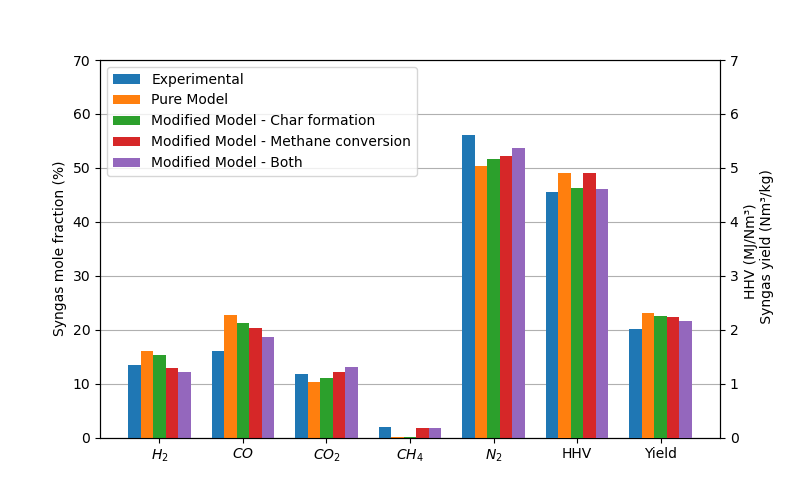 Experimental
Pure Model
Modified Model - Char formation
Modified Model - Methane conversion
Modified Model - Both
Syngas mole fraction (%)
70
60
50
40
30
20
10
0
H₂
CO
CO₂
CH₄
N₂
HHV
Yield
7
6
5
4
3
2
1
0
HHV (MJ/Nm³)
Syngas yield (Nm³/kg)